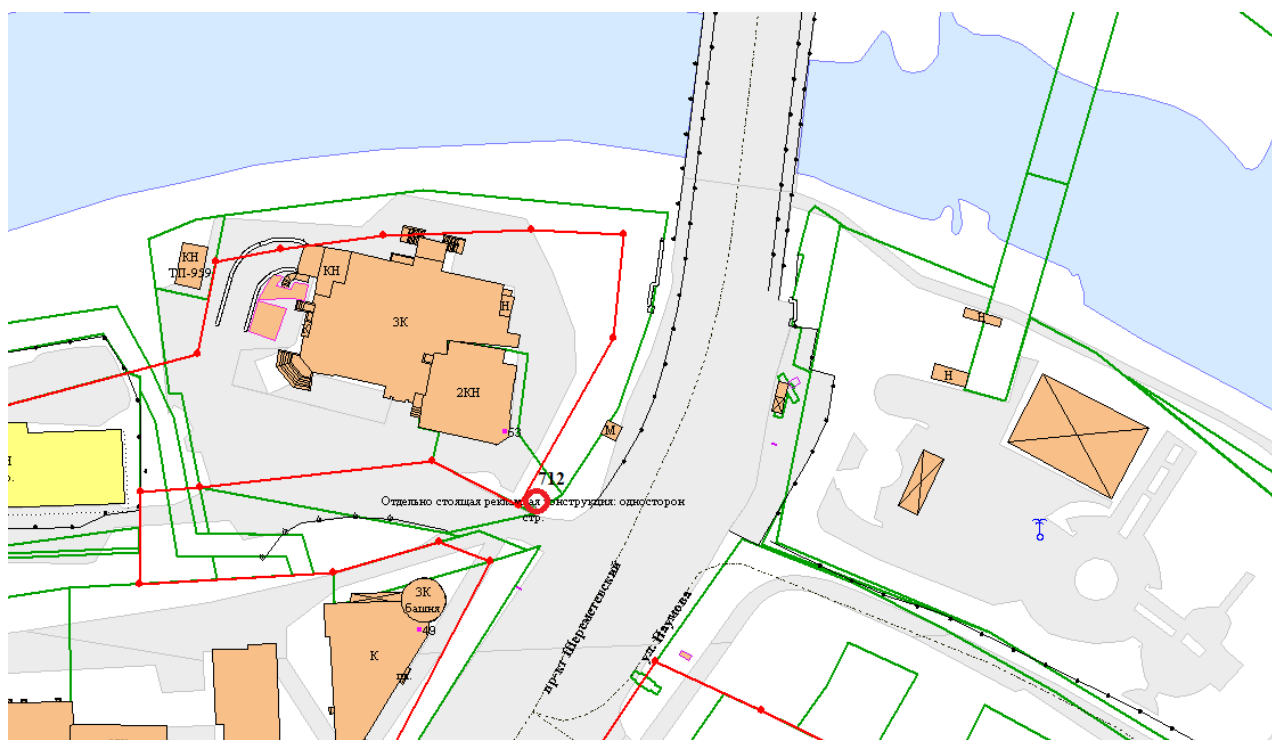 КН
ТП-959
КН
Н
3К
2КН
53
М
712
Отдельно стоящая рекламная конструкция: односторон
стр.
Н
Н
3К
башня
49
К
пр-кт Шереметевский
ул. Наумова